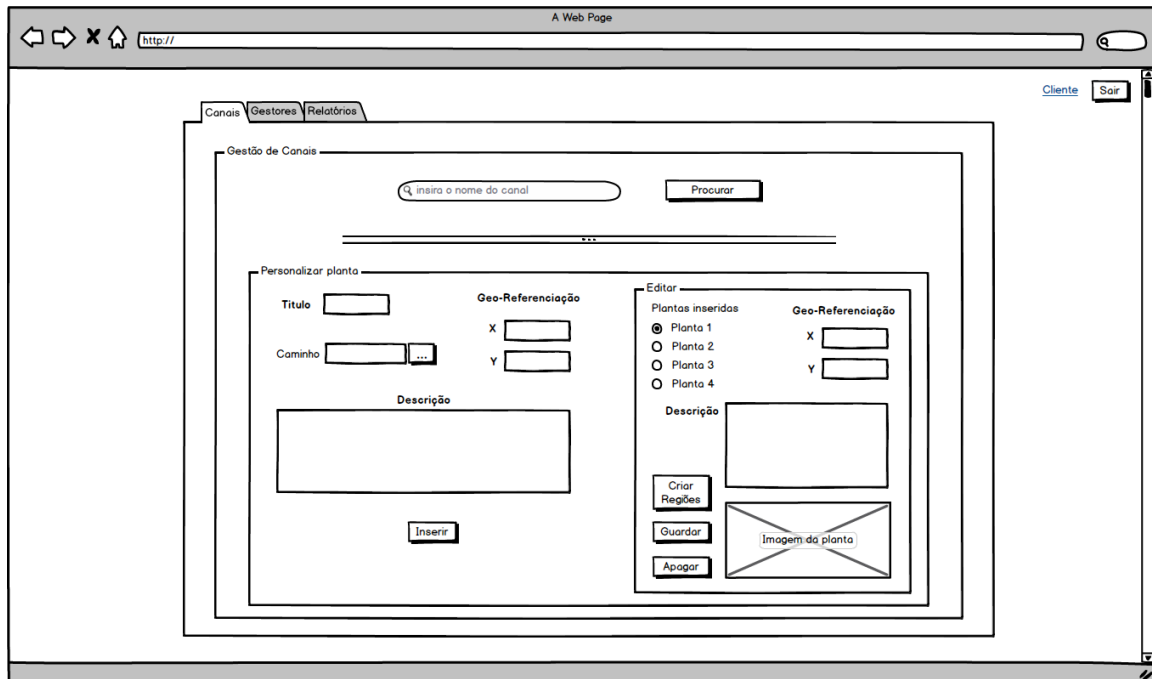 A Web Page
http://
Cliente
Sair
Canais
Gestores
Relatórios
Gestão de Canais
insira o nome do canal
Procurar
Personalizar planta
Titulo
Geo-Referenciação
X
Caminho
...
Y
Descrição
Inserir
Editar
Plantas inseridas
Geo-Referenciação
Planta 1
X
Planta 2
Planta 3
Y
Planta 4
Descrição
Criar
Regiões
Guardar
Imagem da planta
Apagar